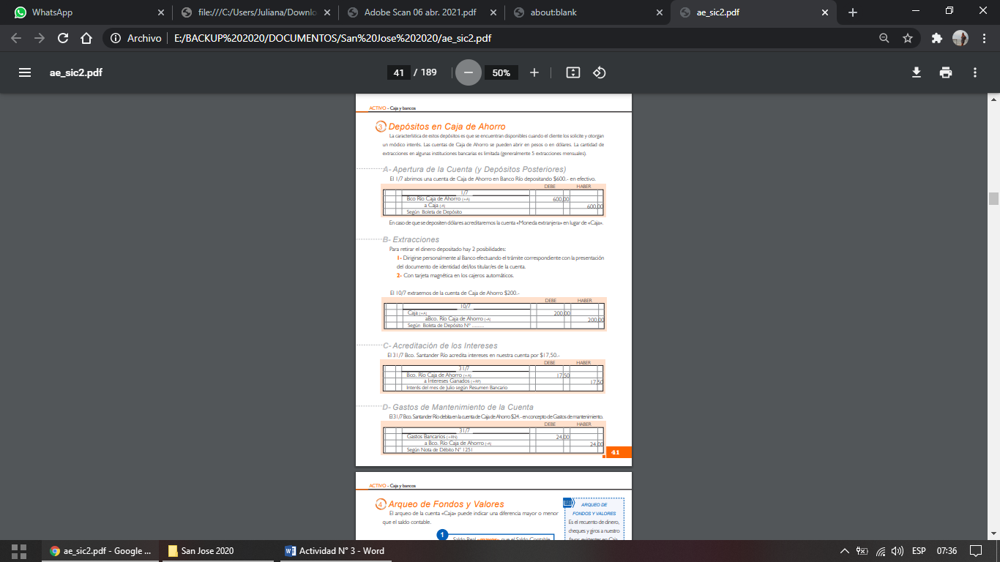 WhatsApp
file:///C:/Users/Juliana/Downlo
Adobe Scan 06 abr. 2021.pdf
about:blank
ae_sic2.pdf
Archivo
E:/BACKUP%202020/DOCUMENTOS/San%20Jose%202020/ae_sic2.pdf
ae_sic2.pdf
41 / 189
50%
ACTIVO - Caja y bancos
3 Depósitos en Caja de Ahorro
La característica de estos depósitos es que se encuentran disponibles cuando el cliente los solicite y otorgan
un módico interés. Las cuentas de Caja de Ahorro se pueden abrir en pesos o en dólares. La cantidad de
extracciones en algunas instituciones bancarias es limitada (generalmente 5 extracciones mensuales).
A- Apertura de la Cuenta (y Depósitos Posteriores)
El 1/7 abrimos una cuenta de Caja de Ahorro en Banco Río depositando $600.- en efectivo.
DEBE HABER
1/7
Bco Río Caja de Ahorro (+A) 600,00
a Caja (-A) 600,00
Según Boleta de Depósito
En caso de que se depositen dólares acreditaremos la cuenta «Moneda extranjera» en lugar de «Caja».
B- Extracciones
Para retirar el dinero depositado hay 2 posibilidades:
1- Dirigirse personalmente al Banco efectuando el trámite correspondiente con la presentación
del documento de identidad del/los titular/es de la cuenta.
2- Con tarjeta magnética en los cajeros automáticos.
El 10/7 extraemos de la cuenta de Caja de Ahorro $200.-
DEBE HABER
10/7
Caja (+A) 200,00
aBco. Río Caja de Ahorro (-A) 200,00
Según Boleta de Depósito Nº .........
C- Acreditación de los Intereses
El 31/7 Bco. Santander Río acredita intereses en nuestra cuenta por $17,50.-
DEBE HABER
31/7
Bco. Río Caja de Ahorro (+A) 17,50
a Intereses Ganados (+RP) 17,50
Interés del mes de Julio según Resumen Bancario
D- Gastos de Mantenimiento de la Cuenta
El 31/7 Bco. Santander Río debita en la cuenta de Caja de Ahorro $24.- en concepto de Gastos de mantenimiento.
DEBE HABER
31/7
Gastos Bancarios (+RN) 24,00
a Bco. Río Caja de Ahorro (-A) 24,00
Según Nota de Débito Nº 1251
41
ACTIVO - Caja y bancos
4 Arqueo de Fondos y Valores
El arqueo de la cuenta «Caja» puede indicar una diferencia mayor o menor
que el saldo contable.
1
Saldo Real «mayor» que el Saldo Contable
ARQUEO DE
FONDOS Y VALORES
Es el recuento de dinero,
cheques y giros a nuestro
favor, existentes en Caja
ae_sic2.pdf - Google ...
San Jose 2020
Actividad N° 3 - Word
ESP
07:36